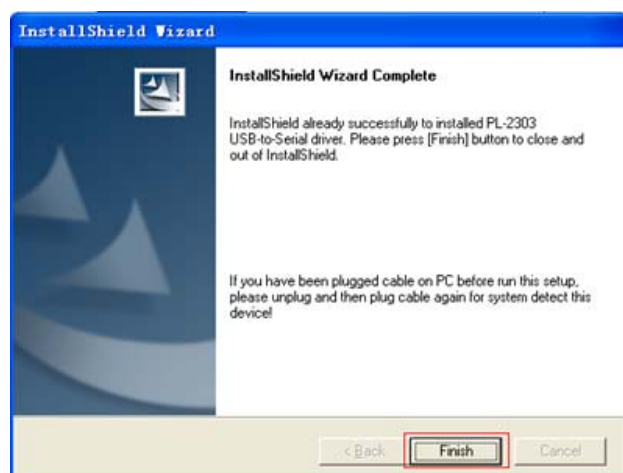 InstallShield Wizard
InstallShield Wizard Complete
InstallShield already successfully to installed PL-2303
USB-to-Serial driver. Please press [Finish] button to close and
out of InstallShield.
If you have been plugged cable on PC before run this setup,
please unplug and then plug cable again for system detect this
device!
< Back
Finish
Cancel